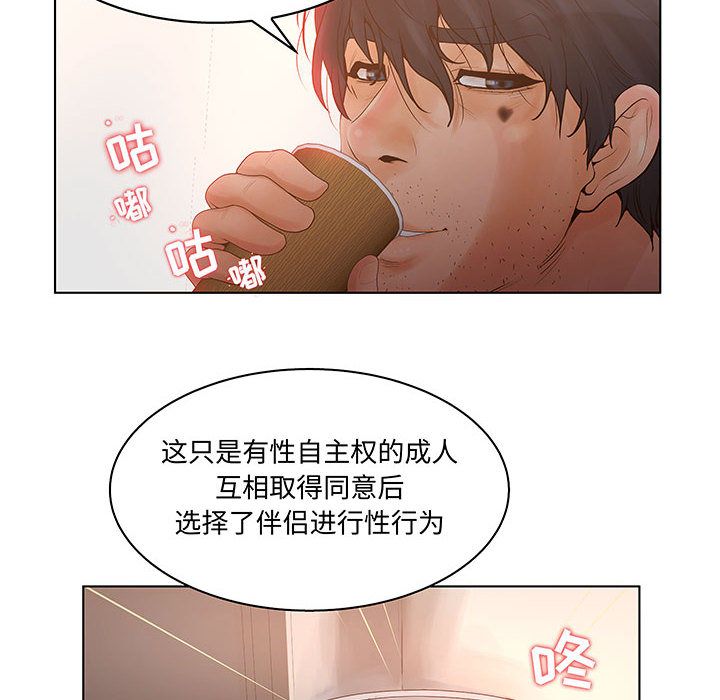 咕
嘟
咕
嘟
这只是有性自主权的成人
互相取得同意后
选择了伴侣进行性行为
咚